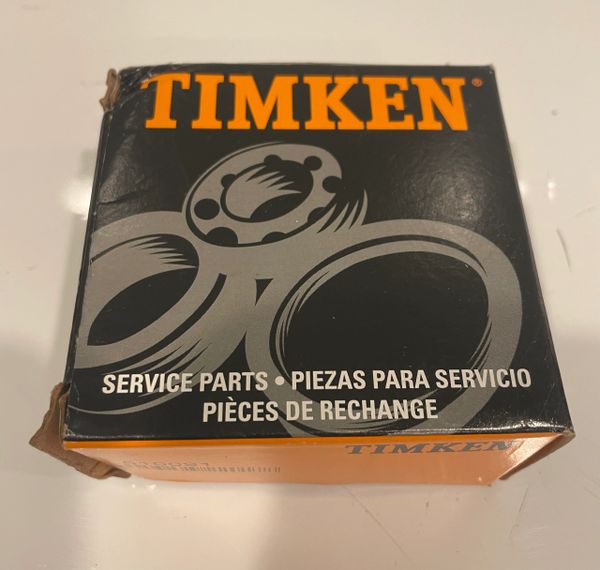 TIMKEN®
SERVICE PARTS • PIEZAS PARA SERVICIO
PIÈCES DE RECHANGE
TIMKEN